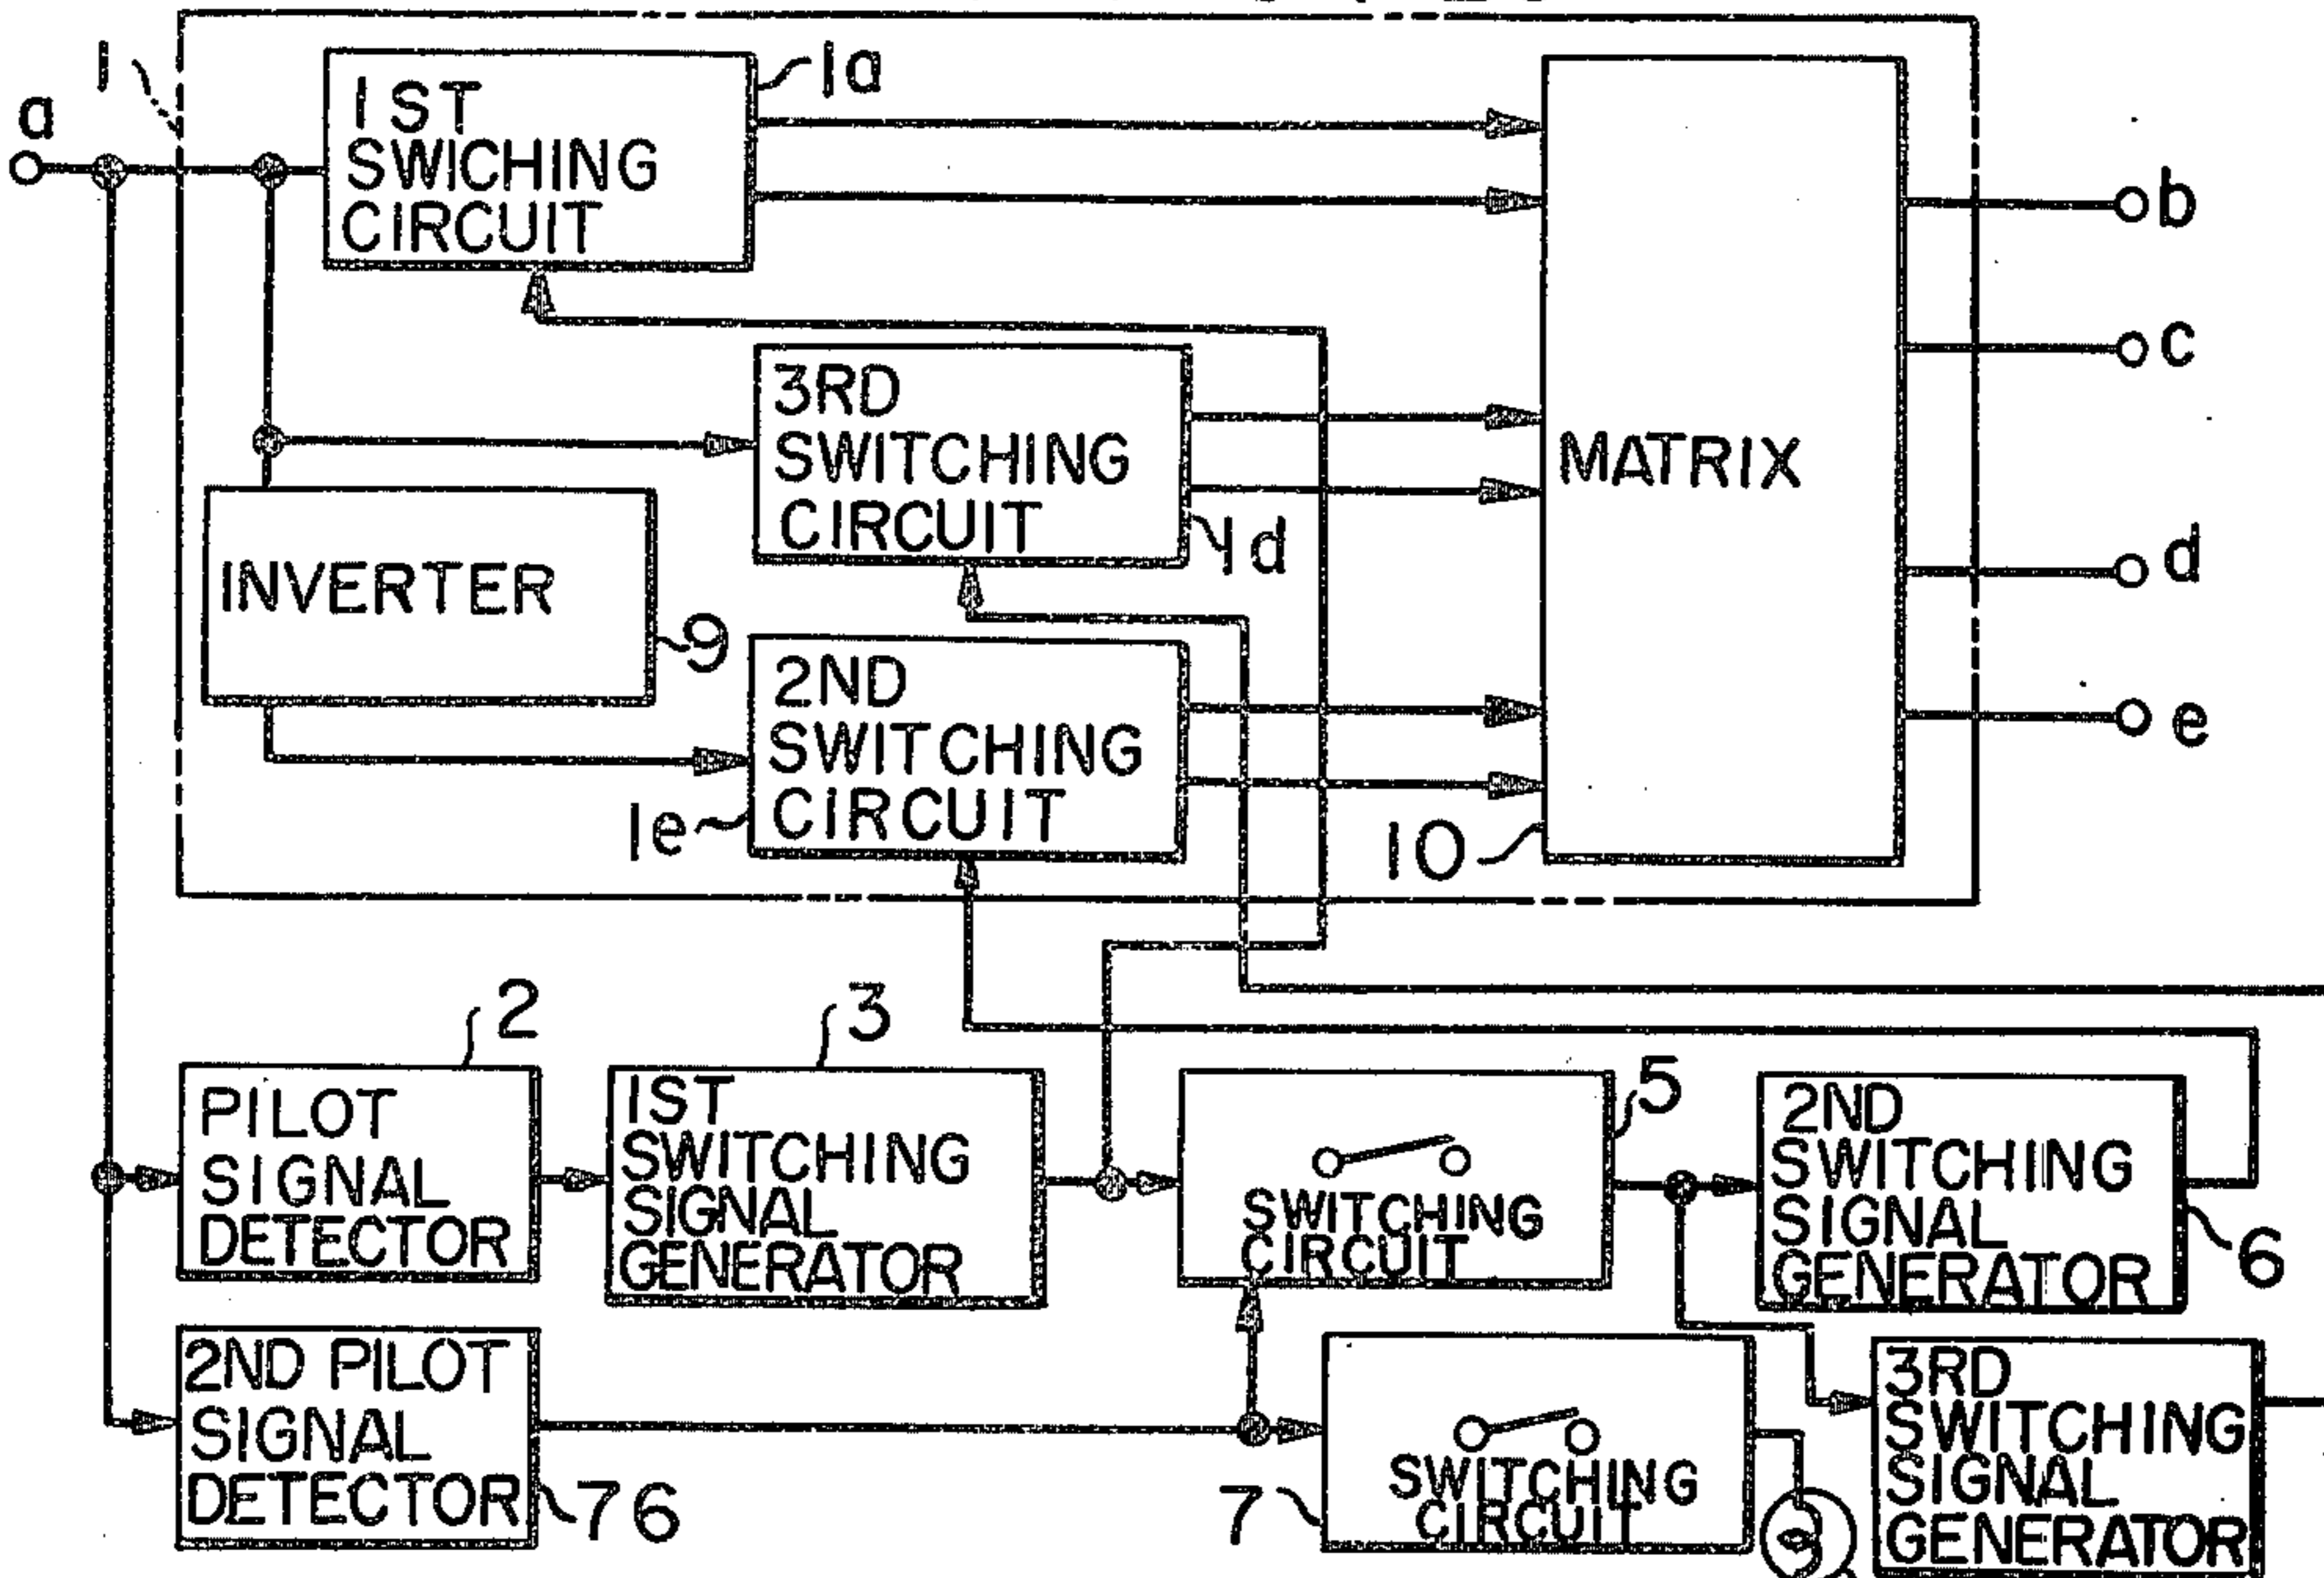 1
a
1ST
SWICHING
CIRCUIT
1a
b
c
3RD
SWITCHING
CIRCUIT
1d
MATRIX
d
INVERTER
9
2ND
SWITCHING
CIRCUIT
1e
10
e
2
3
5
PILOT
SIGNAL
DETECTOR
1ST
SWITCHING
SIGNAL
GENERATOR
SWITCHING
CIRCUIT
2ND
SWITCHING
SIGNAL
GENERATOR
6
2ND PILOT
SIGNAL
DETECTOR
76
7
SWITCHING
CIRCUIT
3RD
SWITCHING
SIGNAL
GENERATOR